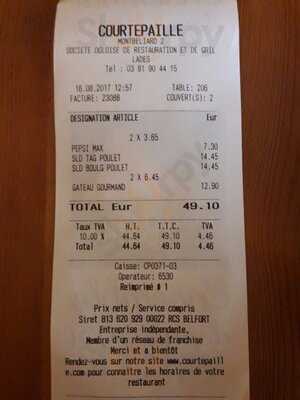 COURTEPAILLE
MONTBELIARD 2
SOCIETE DOLOISE DE RESTAURATION ET DE GRIL
LADES
Tel : 03 81 90 44 15
16.08.2017 12:57 TABLE: 206
FACTURE: 23088 COUVERT(S): 2
DESIGNATION ARTICLE Eur
2 X 3.65
PEPSI MAX 7.30
SLD TAG POULET 14.45
SLD BOULG POULET 14.45
2 X 6.45
GATEAU GOURMAND 12.90
TOTAL Eur 49.10
Taux TVA H.T. T.T.C. TVA
10.00 % 44.64 49.10 4.46
Total 44.64 49.10 4.46
Caisse: CP0371-03
Operateur: 6530
Reimprimé # 1
Prix nets / Service compris
Siret 813 620 929 00022 RCS BELFORT
Entreprise indépendante,
Membre d'un réseau de franchise
Merci et a bientôt
Rendez-vous sur notre site www.courtepaill
e.com pour connaitre les horaires de votre
restaurant